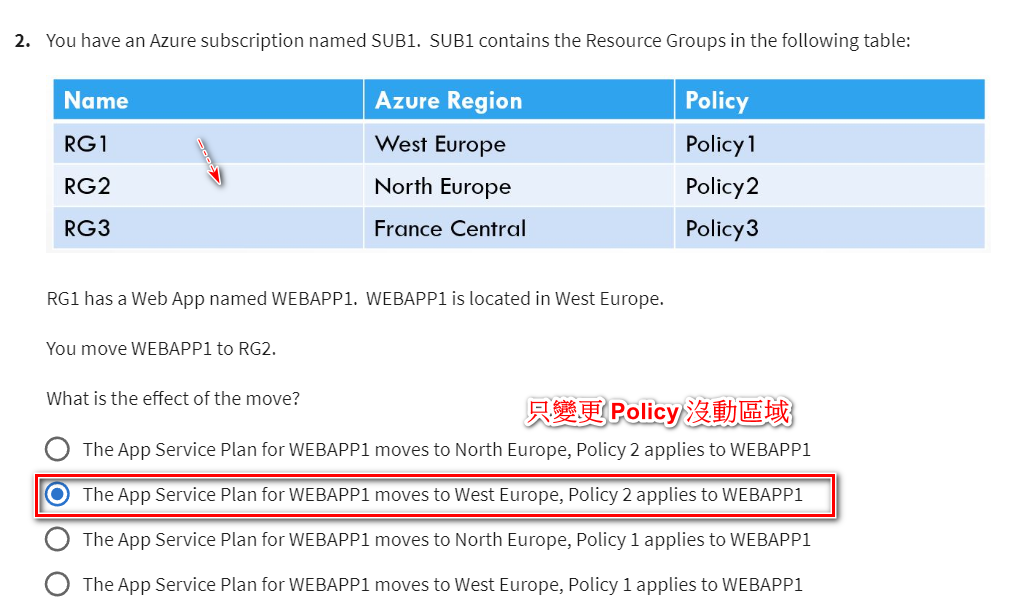 2. You have an Azure subscription named SUB1. SUB1 contains the Resource Groups in the following table:
Name Azure Region Policy
RG1 West Europe Policy1
RG2 North Europe Policy2
RG3 France Central Policy3
RG1 has a Web App named WEBAPP1. WEBAPP1 is located in West Europe.
You move WEBAPP1 to RG2.
What is the effect of the move?
只變更 Policy 沒動區域
The App Service Plan for WEBAPP1 moves to North Europe, Policy 2 applies to WEBAPP1
The App Service Plan for WEBAPP1 moves to West Europe, Policy 2 applies to WEBAPP1
The App Service Plan for WEBAPP1 moves to North Europe, Policy 1 applies to WEBAPP1
The App Service Plan for WEBAPP1 moves to West Europe, Policy 1 applies to WEBAPP1